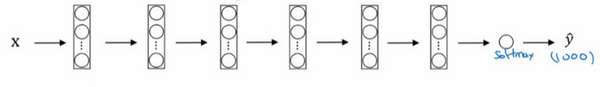 x ŷ
Softmax (1000)